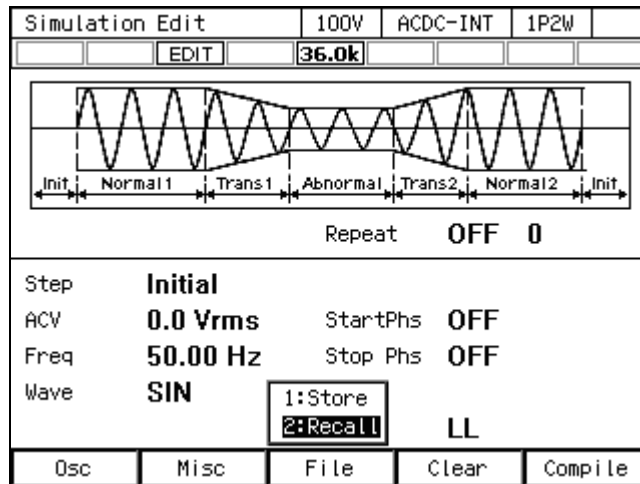 Simulation Edit 100V ACDC-INT 1P2W
EDIT 36.0k
Init Normal1 Trans1 Abnormal Trans2 Normal2 Init
Repeat OFF 0
Step Initial
ACV 0.0 Vrms StartPhs OFF
Freq 50.00 Hz Stop Phs OFF
Wave SIN
1:Store
2:Recall LL
Osc Misc File Clear Compile